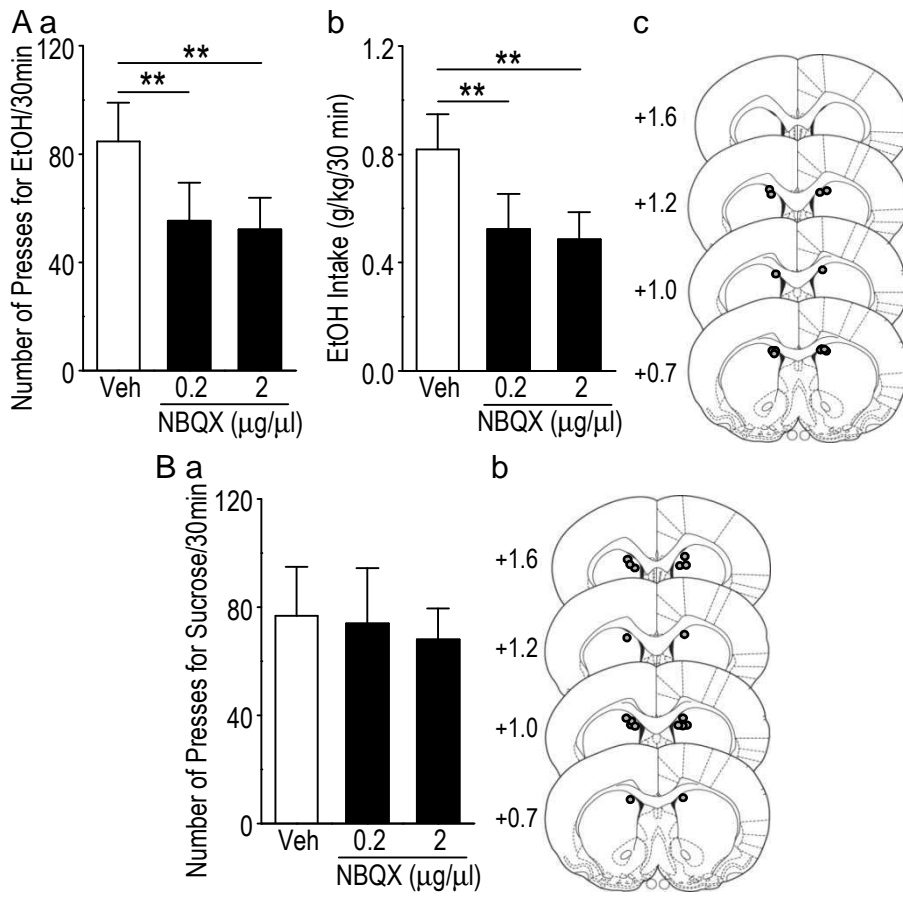 A a
Number of Presses for EtOH/30min
120
80
40
0
**
**
Veh
0.2
2
NBQX (μg/μl)
b
EtOH Intake (g/kg/30 min)
1.2
0.8
0.4
0.0
**
**
Veh
0.2
2
NBQX (μg/μl)
c
+1.6
+1.2
+1.0
+0.7
B a
Number of Presses for Sucrose/30min
120
80
40
0
Veh
0.2
2
NBQX (μg/μl)
b
+1.6
+1.2
+1.0
+0.7